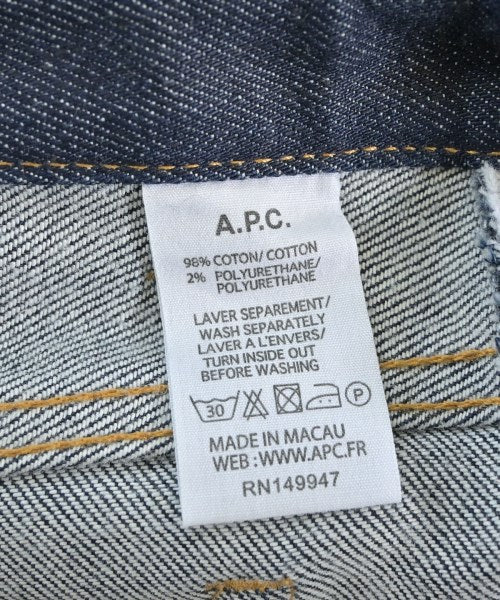 A.P.C.
98% COTON/ COTTON
2% POLYURETHANE/
POLYURETHANE
LAVER SEPAREMENT/
WASH SEPARATELY
LAVER A L'ENVERS/
TURN INSIDE OUT
BEFORE WASHING
30 P
MADE IN MACAU
WEB : WWW.APC.FR
RN149947